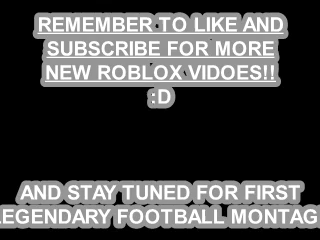 REMEMBER TO LIKE AND
SUBSCRIBE FOR MORE
NEW ROBLOX VIDOES!!
:D
AND STAY TUNED FOR FIRST
LEGENDARY FOOTBALL MONTAG